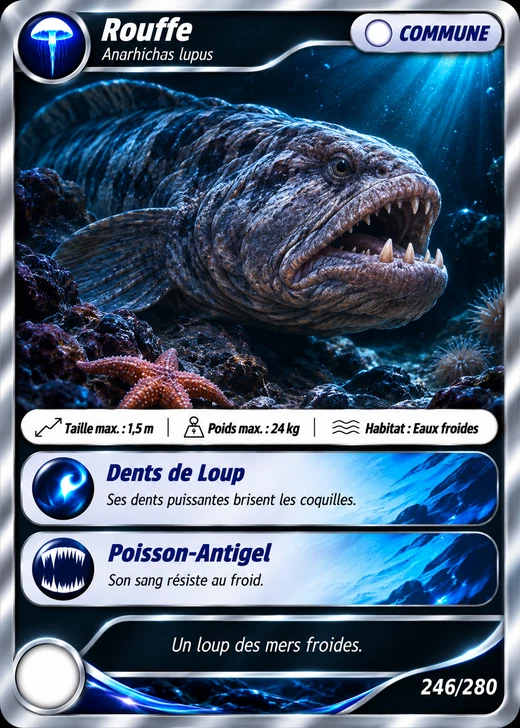 Rouffe
Anarhichas lupus
COMMUNE
Taille max. : 1,5 m
Poids max. : 24 kg
Habitat : Eaux froides
Dents de Loup
Ses dents puissantes brisent les coquilles.
Poisson-Antigel
Son sang résiste au froid.
Un loup des mers froides.
246/280